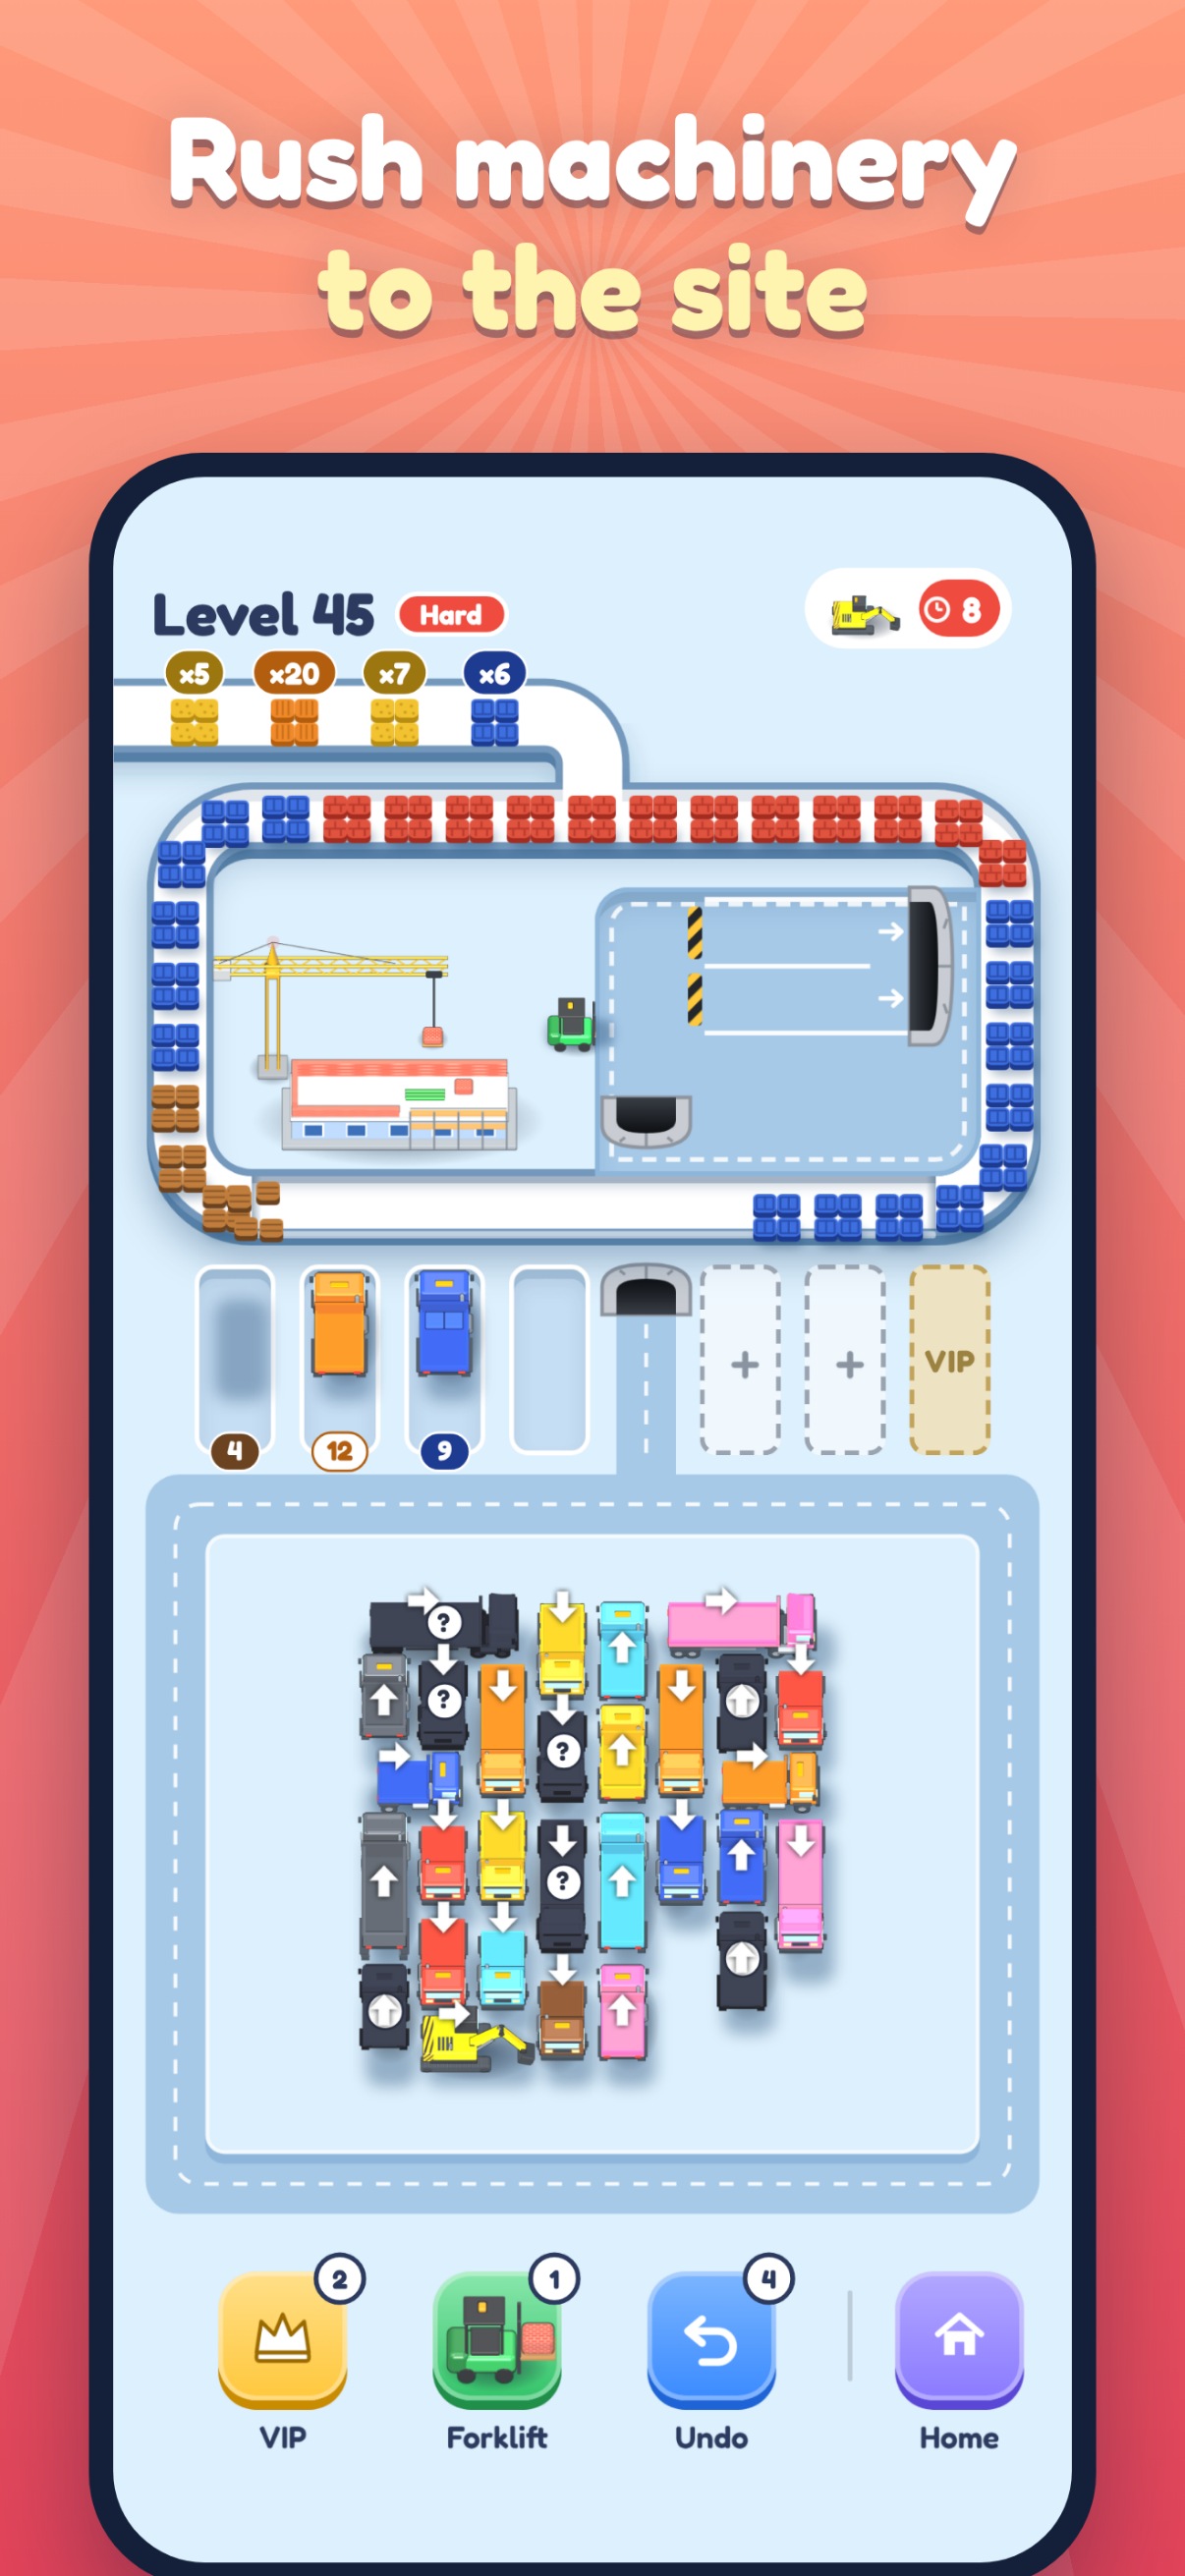 Rush machinery
to the site
Level 45 Hard 8
x5 x20 x7 x6
+ + VIP
4 12 9
? ? ? ?
2 1 4
VIP Forklift Undo Home